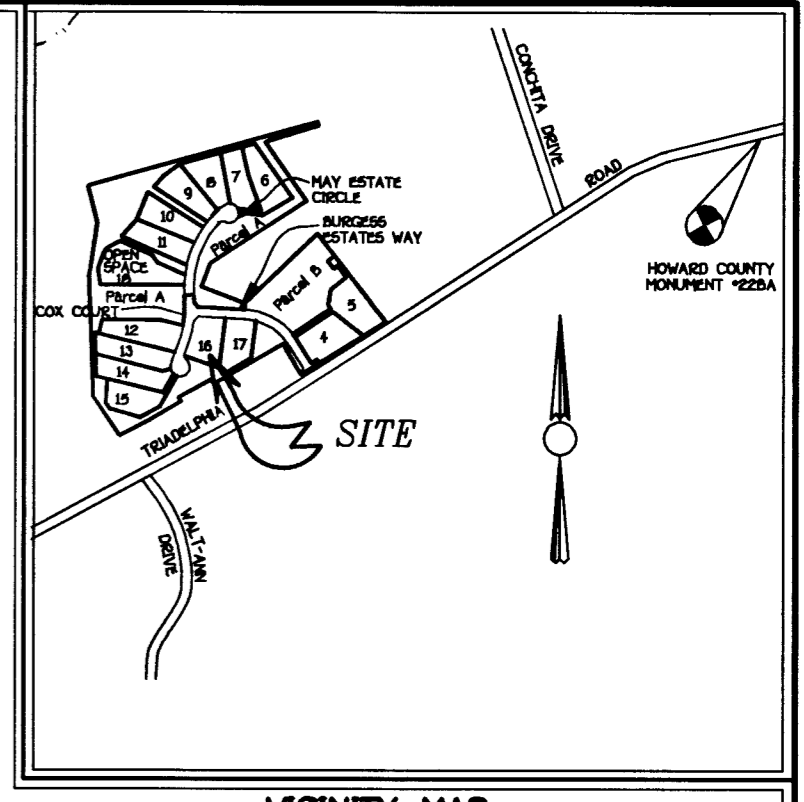 CONCHITA DRIVE
ROAD
HOWARD COUNTY
MONUMENT #22BA
MAY ESTATE
CIRCLE
BURGESS
ESTATES WAY
6
7
8
9
10
11
Parcel A
OPEN
SPACE
18
Parcel A
COX COURT
12
13
14
15
16
17
Parcel B
5
4
SITE
TRIADELPHIA
WALT-ANN
DRIVE
VICINITY MAP